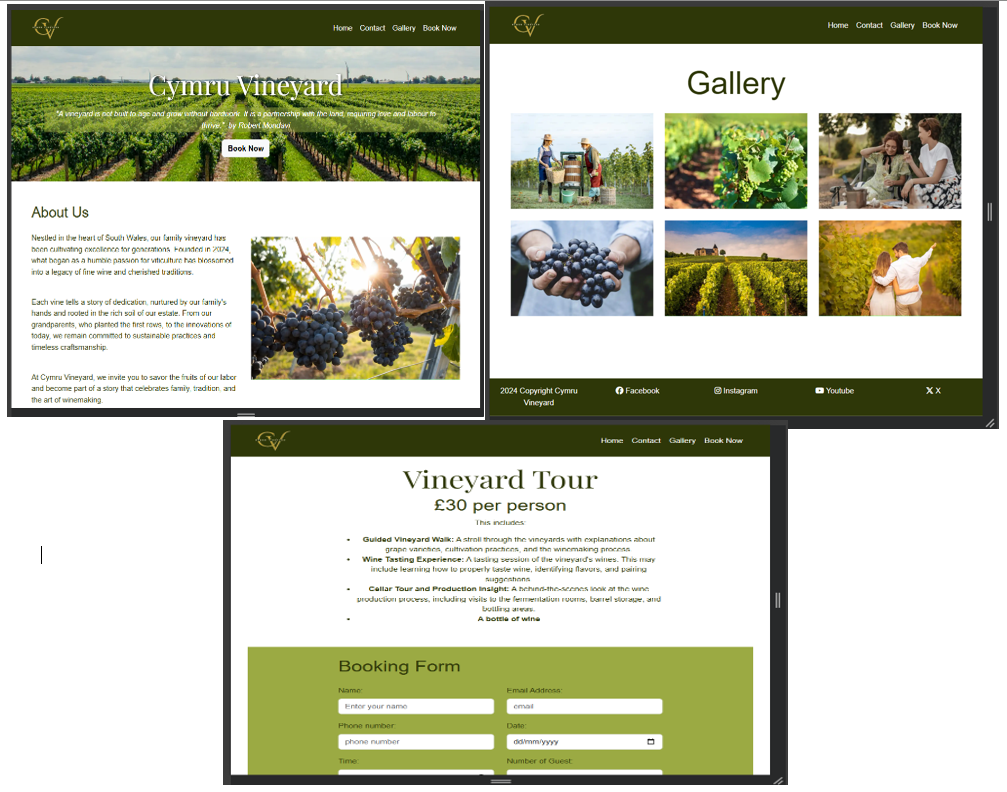 Home Contact Gallery Book Now
Cymru Vineyard
"A vineyard is not built to age and grow without hardwork. It is a partnership with the land, requiring love and labour to
thrive." by Robert Mondavi
Book Now
About Us
Nestled in the heart of South Wales, our family vineyard has
been cultivating excellence for generations. Founded in 2024,
what began as a humble passion for viticulture has blossomed
into a legacy of fine wine and cherished traditions.
Each vine tells a story of dedication, nurtured by our family's
hands and rooted in the rich soil of our estate. From our
grandparents, who planted the first rows, to the innovations of
today, we remain committed to sustainable practices and
timeless craftsmanship.
At Cymru Vineyard, we invite you to savor the fruits of our labor
and become part of a story that celebrates family, tradition, and
the art of winemaking.
Home Contact Gallery Book Now
Gallery
2024 Copyright Cymru
Vineyard
Facebook
Instagram
Youtube
X
Home Contact Gallery Book Now
Vineyard Tour
£30 per person
This includes:
• Guided Vineyard Walk: A stroll through the vineyards with explanations about
grape varieties, cultivation practices, and the winemaking process.
• Wine Tasting Experience: A tasting session of the vineyard's wines. This may
include learning how to properly taste wine, identifying flavors, and pairing
suggestions.
• Cellar Tour and Production Insight: A behind-the-scenes look at the wine
production process, including visits to the fermentation rooms, barrel storage, and
bottling areas.
• A bottle of wine
Booking Form
Name: Email Address:
Enter your name email
Phone number: Date:
phone number dd/mm/yyyy
Time: Number of Guest: